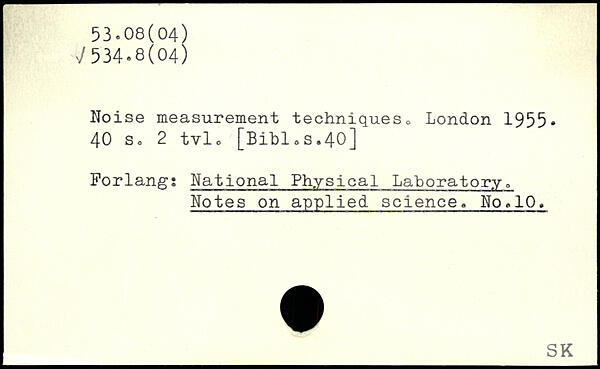 53.08(04)
√534.8(04)
Noise measurement techniques. London 1955.
40 s. 2 tvl. [Bibl.s.40]
Forlang: National Physical Laboratory.
Notes on applied science. No.10.
SK